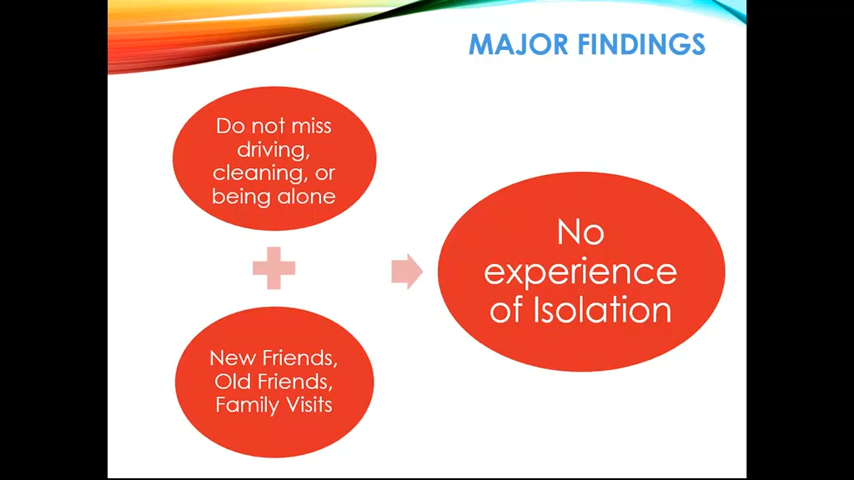 MAJOR FINDINGS
Do not miss
driving,
cleaning, or
being alone
New Friends,
Old Friends,
Family Visits
No
experience
of Isolation